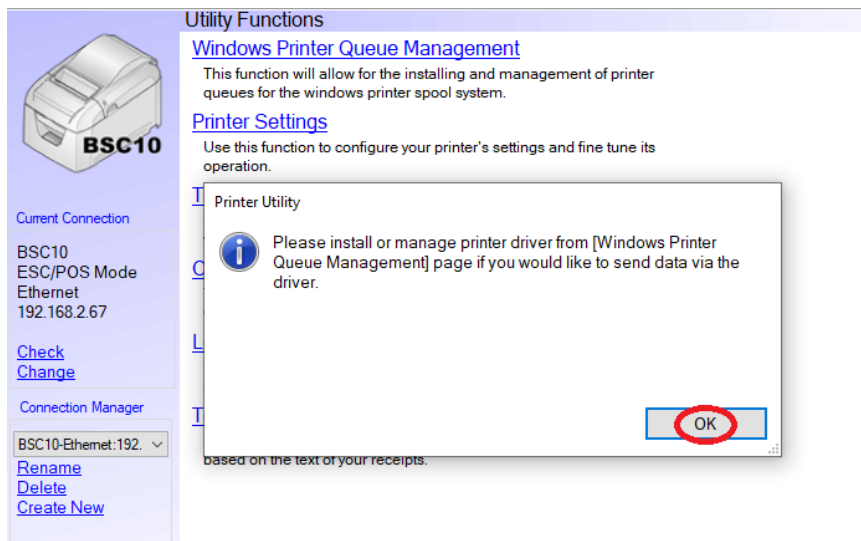 Utility Functions
Windows Printer Queue Management
This function will allow for the installing and management of printer
queues for the windows printer spool system.
Printer Settings
Use this function to configure your printer's settings and fine tune its
operation.
BSC10
Current Connection
BSC10
ESC/POS Mode
Ethernet
192.168.2.67
Check
Change
Connection Manager
BSC10-Ethernet:192.
Rename
Delete
Create New
Printer Utility
Please install or manage printer driver from [Windows Printer
Queue Management] page if you would like to send data via the
driver.
OK
based on the text of your receipts.